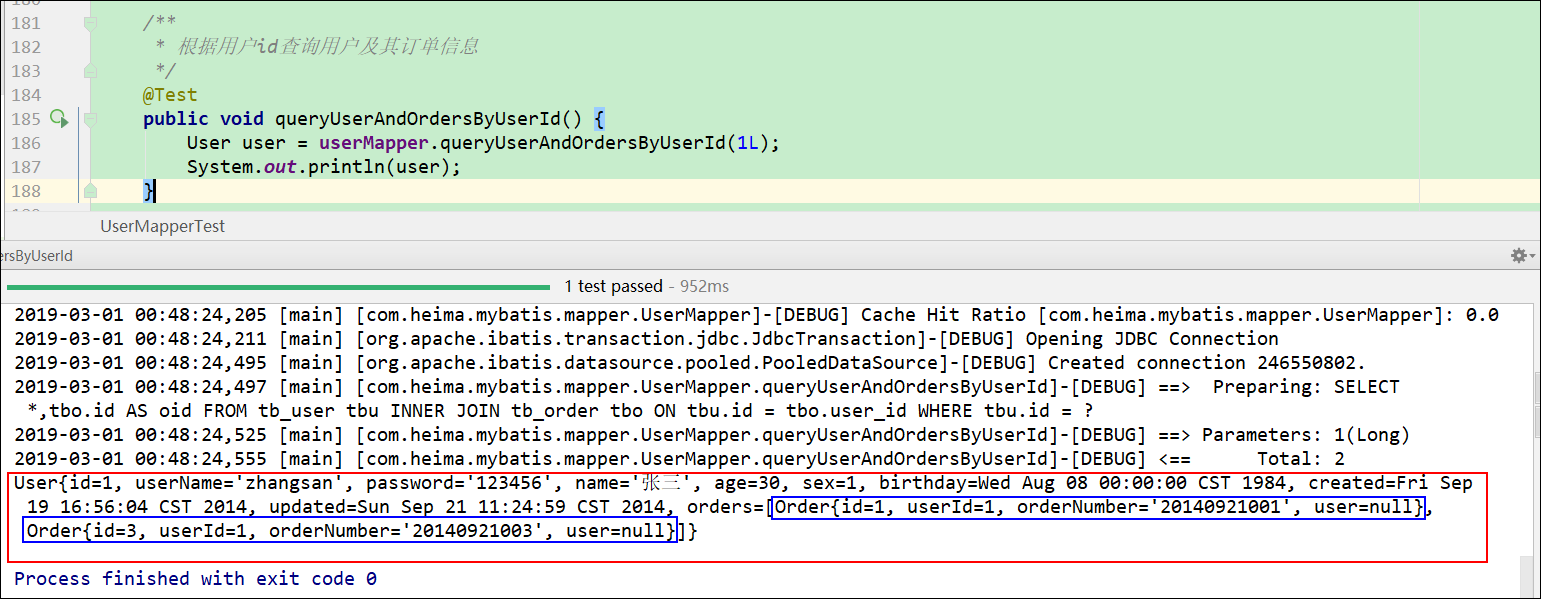 181 /**
182 * 根据用户id查询用户及其订单信息
183 */
184 @Test
185 public void queryUserAndOrdersByUserId() {
186 User user = userMapper.queryUserAndOrdersByUserId(1L);
187 System.out.println(user);
188 }
UserMapperTest
ersByUserId
1 test passed - 952ms
2019-03-01 00:48:24,205 [main] [com.heima.mybatis.mapper.UserMapper]-[DEBUG] Cache Hit Ratio [com.heima.mybatis.mapper.UserMapper]: 0.0
2019-03-01 00:48:24,211 [main] [org.apache.ibatis.transaction.jdbc.JdbcTransaction]-[DEBUG] Opening JDBC Connection
2019-03-01 00:48:24,495 [main] [org.apache.ibatis.datasource.pooled.PooledDataSource]-[DEBUG] Created connection 246550802.
2019-03-01 00:48:24,497 [main] [com.heima.mybatis.mapper.UserMapper.queryUserAndOrdersByUserId]-[DEBUG] ==>  Preparing: SELECT
*,tbo.id AS oid FROM tb_user tbu INNER JOIN tb_order tbo ON tbu.id = tbo.user_id WHERE tbu.id = ?
2019-03-01 00:48:24,525 [main] [com.heima.mybatis.mapper.UserMapper.queryUserAndOrdersByUserId]-[DEBUG] ==> Parameters: 1(Long)
2019-03-01 00:48:24,555 [main] [com.heima.mybatis.mapper.UserMapper.queryUserAndOrdersByUserId]-[DEBUG] <==      Total: 2
User{id=1, userName='zhangsan', password='123456', name='张三', age=30, sex=1, birthday=Wed Aug 08 00:00:00 CST 1984, created=Fri Sep
19 16:56:04 CST 2014, updated=Sun Sep 21 11:24:59 CST 2014, orders=[Order{id=1, userId=1, orderNumber='20140921001', user=null},
Order{id=3, userId=1, orderNumber='20140921003', user=null}]}
Process finished with exit code 0